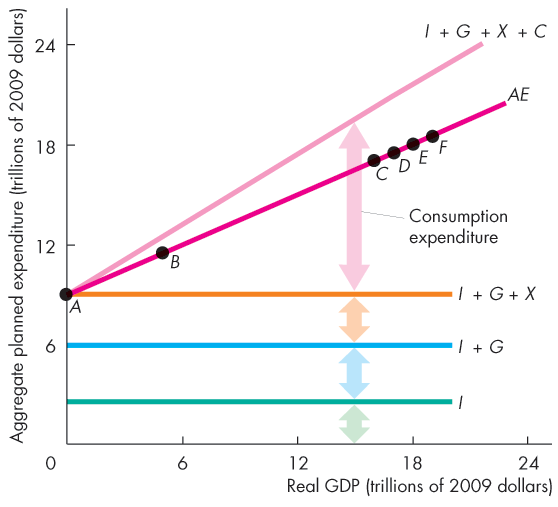 Aggregate planned expenditure (trillions of 2009 dollars)
I + G + X + C
24
AE
18
C
D
E
F
Consumption
expenditure
12
B
A
I + G + X
6
I + G
I
0
6
12
18
24
Real GDP (trillions of 2009 dollars)